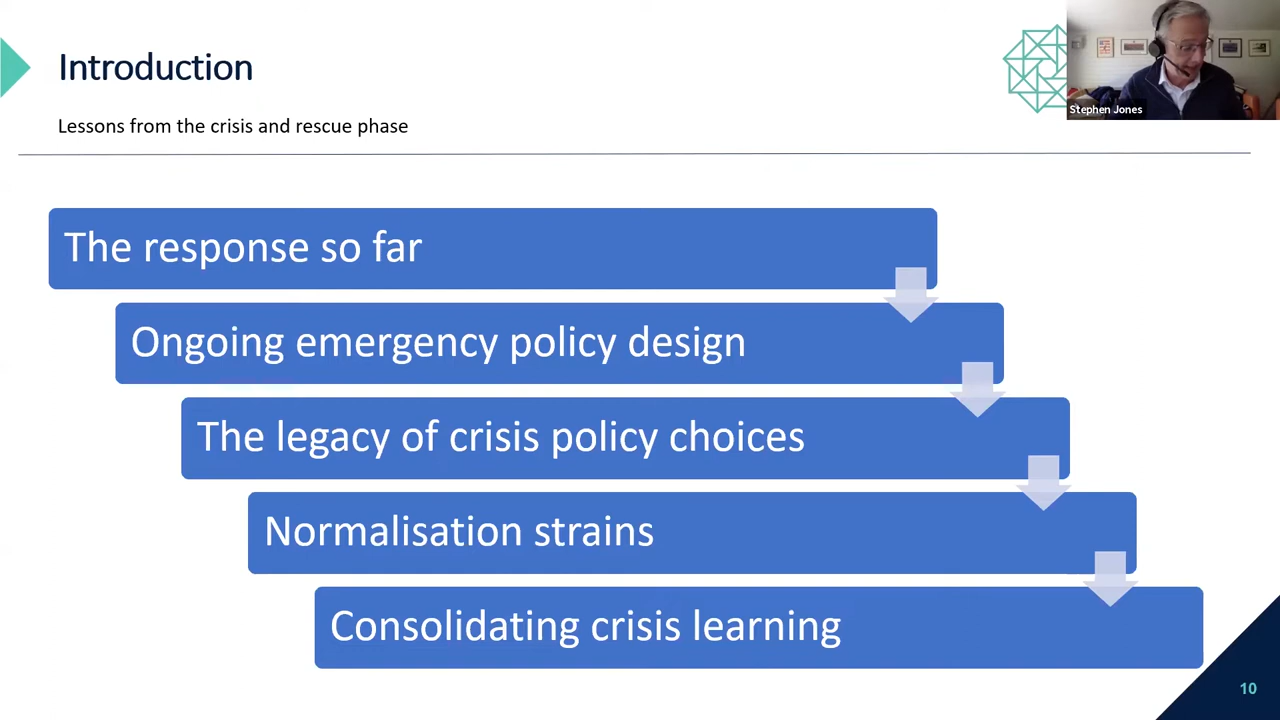 Introduction
Lessons from the crisis and rescue phase
Stephen Jones
The response so far
Ongoing emergency policy design
The legacy of crisis policy choices
Normalisation strains
Consolidating crisis learning
10